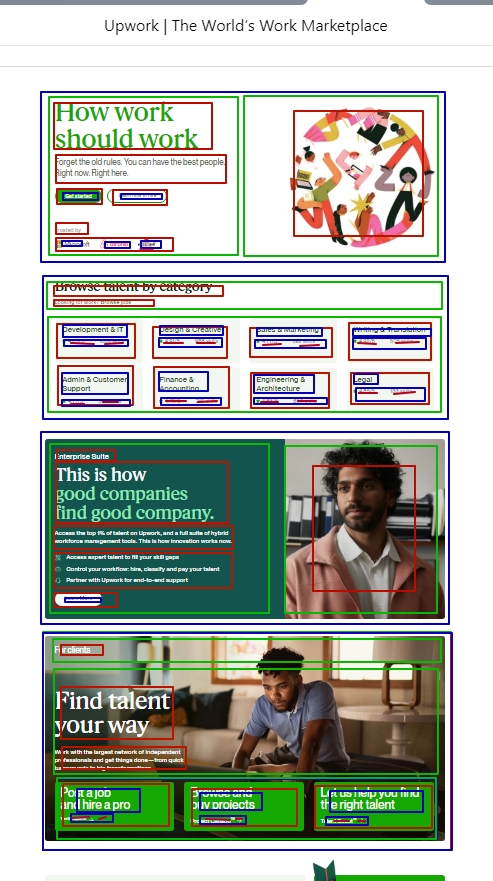 Upwork | The World's Work Marketplace
How work
should work
Forget the old rules. You can have the best people.
Right now. Right here.
Get started
Trusted by
Browse talent by category
Looking for work? Browse jobs
Development & IT
Design & Creative
Sales & Marketing
Writing & Translation
Admin & Customer
Support
Finance &
Accounting
Engineering &
Architecture
Legal
Enterprise Suite
This is how
good companies
find good company.
Access the top 1% of talent on Upwork, and a full suite of hybrid
workforce management tools. This is how innovation works now.
Access expert talent to fill your skill gaps
Control your workflow: hire, classify and pay your talent
Partner with Upwork for end-to-end support
For clients
Find talent
your way
Work with the largest network of independent
professionals and get things done—from quick
Post a job
and hire a pro
Browse and
buy projects
Let us help you find
the right talent